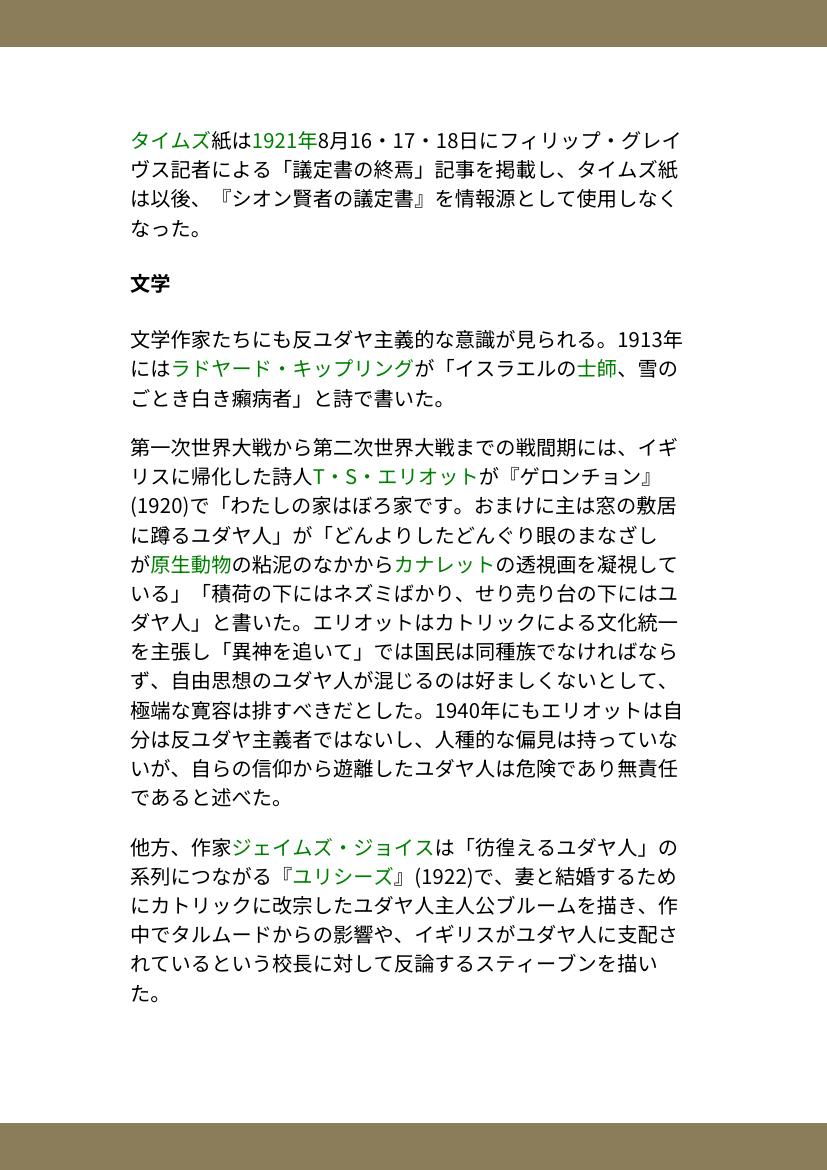 タイムズ紙は1921年8月16・17・18日にフィリップ・グレイ
ヴス記者による「議定書の終焉」記事を掲載し、タイムズ紙
は以後、『シオン賢者の議定書』を情報源として使用しなく
なった。
文学
文学作家たちにも反ユダヤ主義的な意識が見られる。1913年
にはラドヤード・キップリングが「イスラエルの士師、雪の
ごとき白き癩病者」と詩で書いた。
第一次世界大戦から第二次世界大戦までの戦間期には、イギ
リスに帰化した詩人T・S・エリオットが『ゲロンチョン』
(1920)で「わたしの家はぼろ家です。おまけに主は窓の敷居
に蹲るユダヤ人」が「どんよりしたどんぐり眼のまなざし
が原生動物の粘泥のなかからカナレットの透視画を凝視して
いる」「積荷の下にはネズミばかり、せり売り台の下にはユ
ダヤ人」と書いた。エリオットはカトリックによる文化統一
を主張し「異神を追いて」では国民は同種族でなければなら
ず、自由思想のユダヤ人が混じるのは好ましくないとして、
極端な寛容は排すべきだとした。1940年にもエリオットは自
分は反ユダヤ主義者ではないし、人種的な偏見は持っていな
いが、自らの信仰から遊離したユダヤ人は危険であり無責任
であると述べた。
他方、作家ジェイムズ・ジョイスは「彷徨えるユダヤ人」の
系列につながる『ユリシーズ』(1922)で、妻と結婚するため
にカトリックに改宗したユダヤ人主人公ブルームを描き、作
中でタルムードからの影響や、イギリスがユダヤ人に支配さ
れているという校長に対して反論するスティーブンを描い
た。